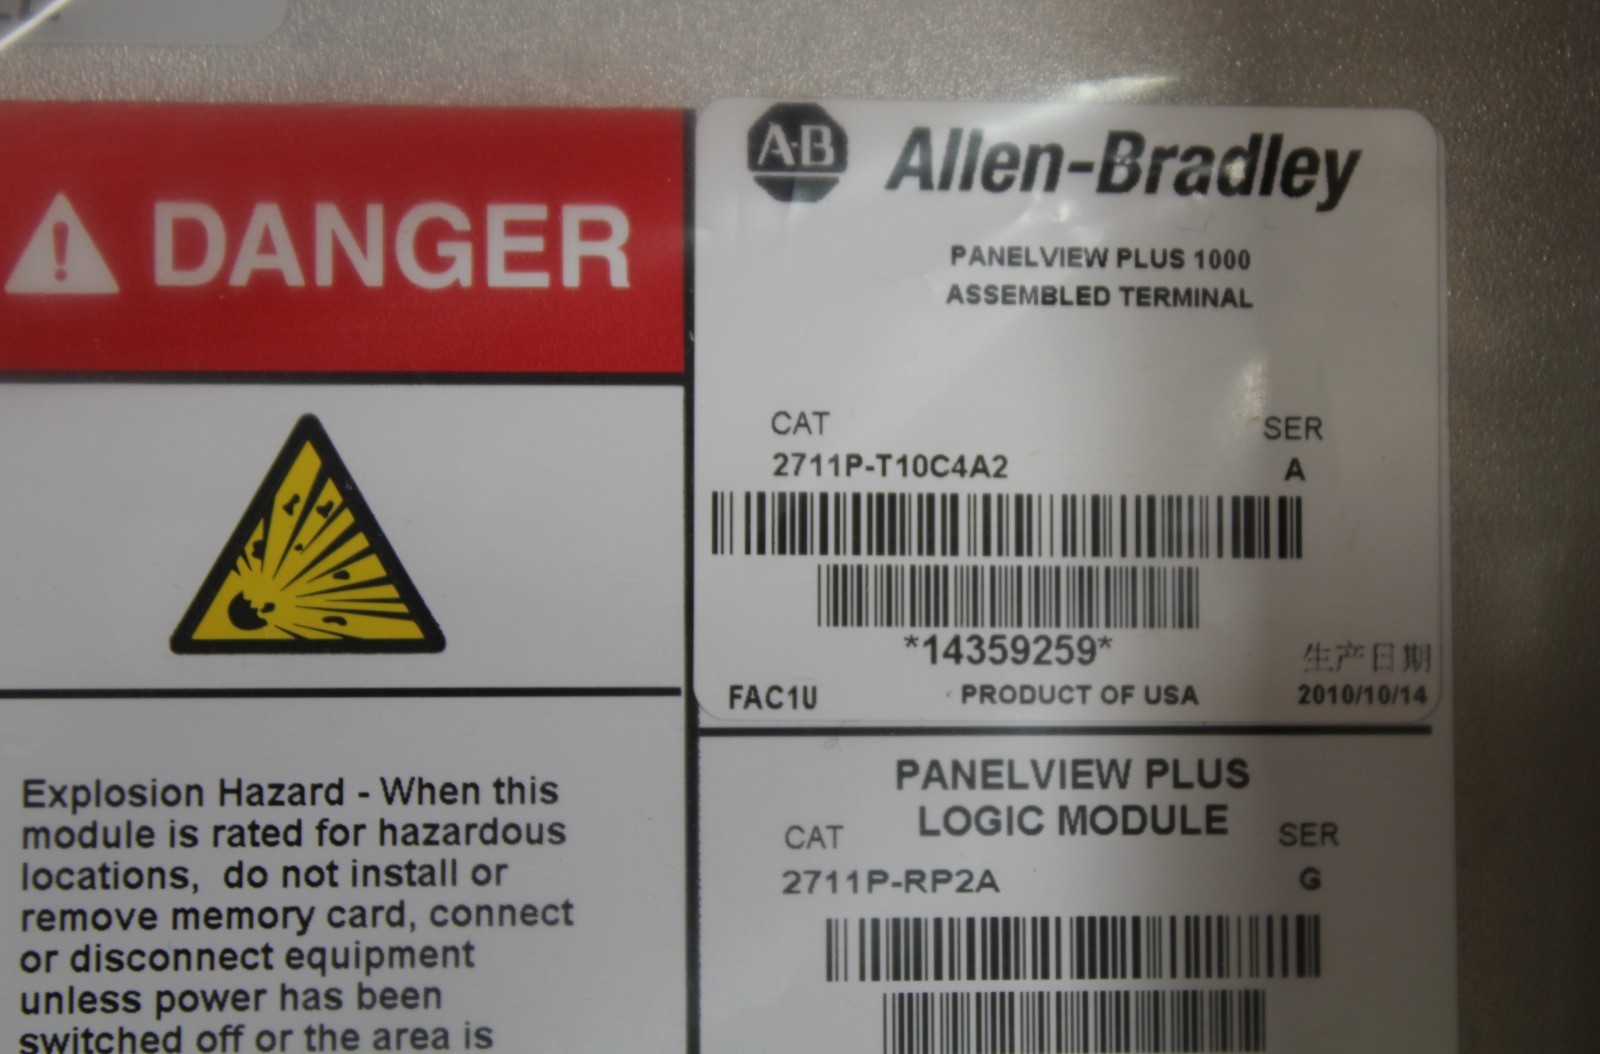 DANGER
Explosion Hazard - When this
module is rated for hazardous
locations, do not install or
remove memory card, connect
or disconnect equipment
unless power has been
switched off or the area is
A-B
Allen-Bradley
PANELVIEW PLUS 1000
ASSEMBLED TERMINAL
CAT SER
2711P-T10C4A2 A
*14359259*
生产日期
FAC1U PRODUCT OF USA 2010/10/14
PANELVIEW PLUS
LOGIC MODULE
CAT SER
2711P-RP2A G